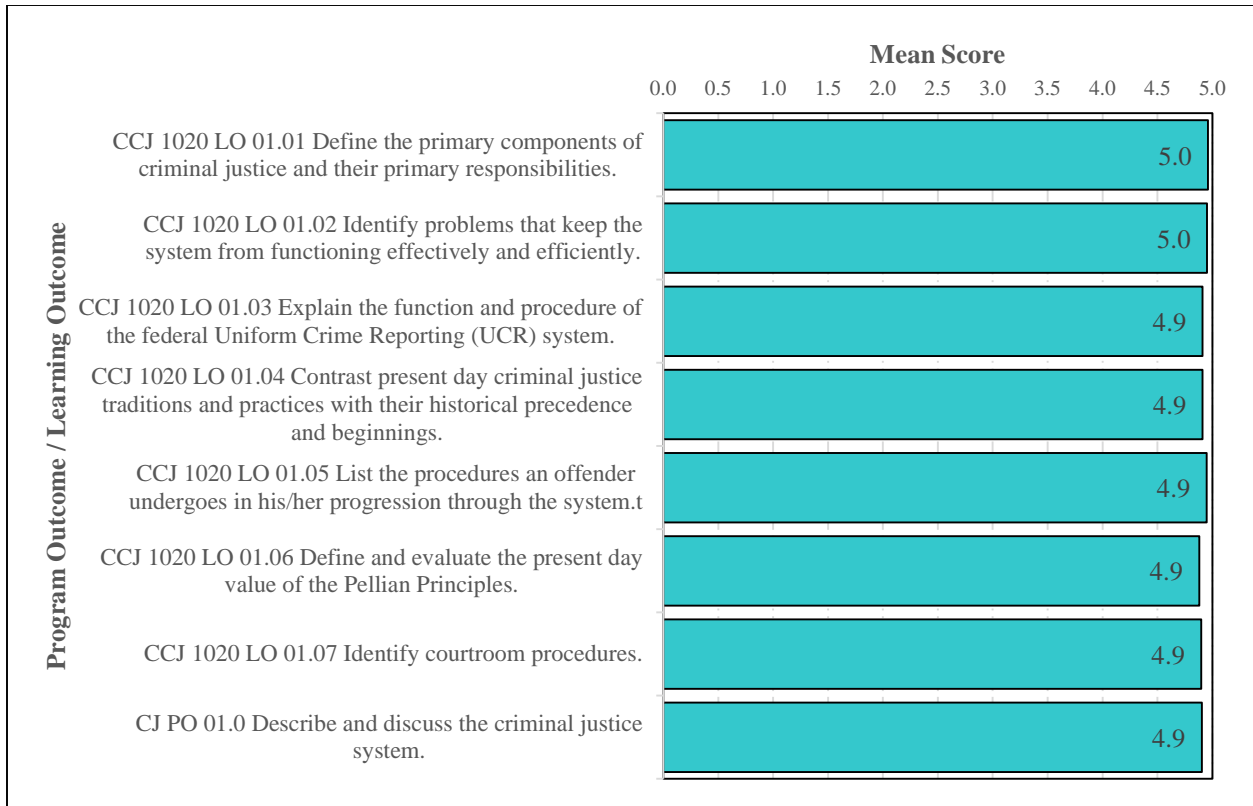 Mean Score
0.0 0.5 1.0 1.5 2.0 2.5 3.0 3.5 4.0 4.5 5.0
Program Outcome / Learning Outcome
CCJ 1020 LO 01.01 Define the primary components of
criminal justice and their primary responsibilities.
5.0
CCJ 1020 LO 01.02 Identify problems that keep the
system from functioning effectively and efficiently.
5.0
CCJ 1020 LO 01.03 Explain the function and procedure of
the federal Uniform Crime Reporting (UCR) system.
4.9
CCJ 1020 LO 01.04 Contrast present day criminal justice
traditions and practices with their historical precedence
and beginnings.
4.9
CCJ 1020 LO 01.05 List the procedures an offender
undergoes in his/her progression through the system.t
4.9
CCJ 1020 LO 01.06 Define and evaluate the present day
value of the Pellian Principles.
4.9
CCJ 1020 LO 01.07 Identify courtroom procedures.
4.9
CJ PO 01.0 Describe and discuss the criminal justice
system.
4.9